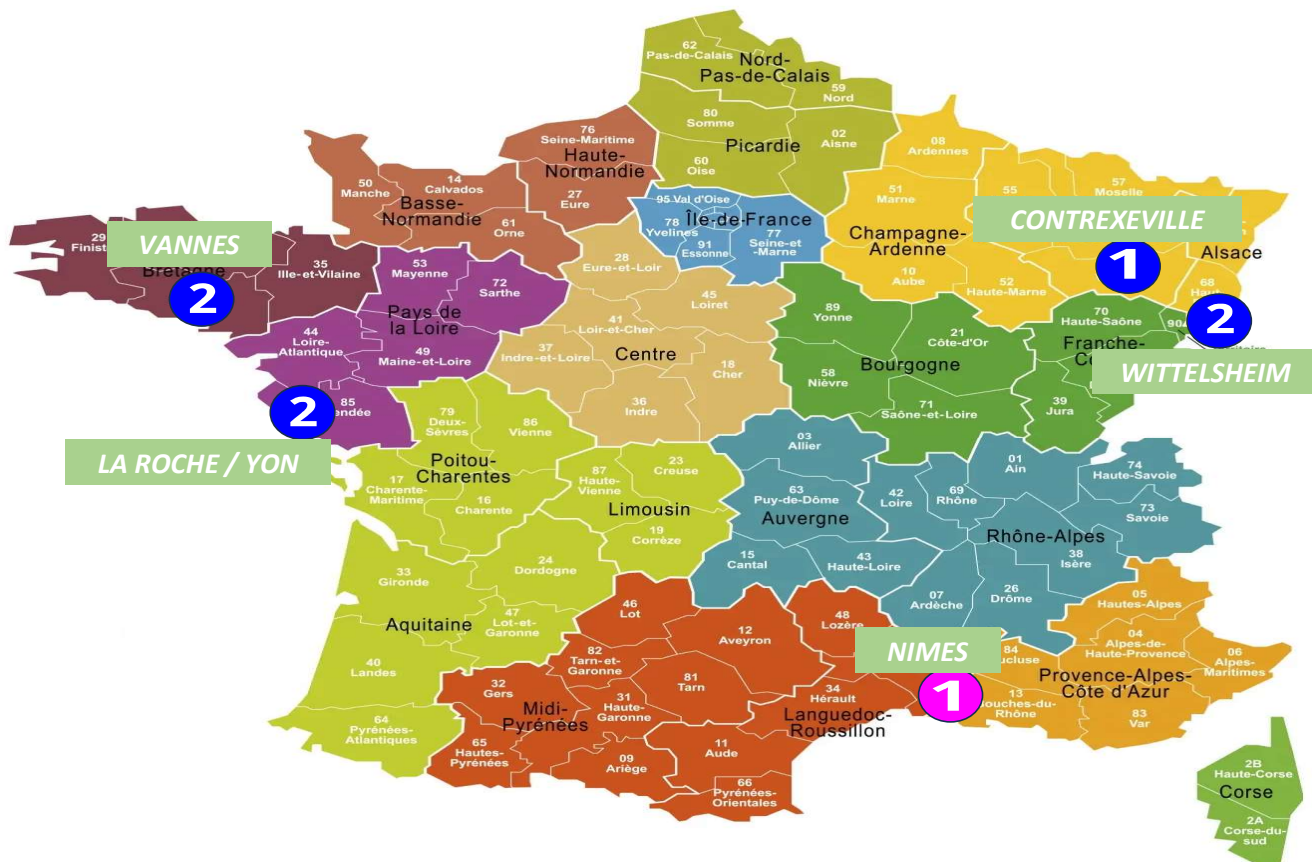 62
Pas-de-Calais
Nord-
Pas-de-Calais
59
Nord
80
Somme
02
Aisne
Picardie
60
Oise
76
Seine-Maritime
Haute-
Normandie
27
Eure
50
Manche
14
Calvados
Basse-
Normandie
61
Orne
08
Ardennes
51
Marne
55
57
Moselle
95 Val d'Oise
Île-de-France
78
Yvelines
91
Essonne
77
Seine-et
-Marne
Champagne-
Ardenne
10
Aube
52
Haute-Marne
CONTREXEVILLE
1
Alsace
68
2
WITTELSHEIM
29
VANNES
Bretagne
2
35
Ille-et-Vilaine
53
Mayenne
72
Sarthe
Pays de
la Loire
44
Loire-
Atlantique
49
Maine-et-Loire
85
2
LA ROCHE / YON
28
Eure-et-Loir
45
Loiret
41
Loir-et-Cher
37
Indre-et-Loire
Centre
18
Cher
36
Indre
89
Yonne
21
Côte-d'Or
58
Nièvre
Bourgogne
71
Saône-et-Loire
70
Haute-Saône
90
Franche-
39
Jura
79
Deux-
Sèvres
86
Vienne
Poitou-
Charentes
17
Charente-
Maritime
16
Charente
87
Haute-
Vienne
23
Creuse
Limousin
19
Corrèze
03
Allier
63
Puy-de-Dôme
Auvergne
15
Cantal
43
Haute-Loire
42
Loire
69
Rhône
01
Ain
74
Haute-Savoie
73
Savoie
Rhône-Alpes
38
Isère
07
Ardèche
26
Drôme
33
Gironde
24
Dordogne
47
Lot-et-
Garonne
Aquitaine
40
Landes
64
Pyrénées-
Atlantiques
46
Lot
12
Aveyron
48
Lozère
82
Tarn-et-
Garonne
32
Gers
31
Haute-
Garonne
81
Tarn
Midi-
Pyrénées
65
Hautes-
Pyrénées
09
Ariège
34
Hérault
Languedoc-
Roussillon
11
Aude
66
Pyrénées-
Orientales
NIMES
1
84
05
Hautes-Alpes
04
Alpes-de-
Haute-Provence
06
Alpes-
Maritimes
Provence-Alpes-
Côte d'Azur
13
Rhône
83
Var
2B
Haute-Corse
Corse
2A
Corse-du-
sud